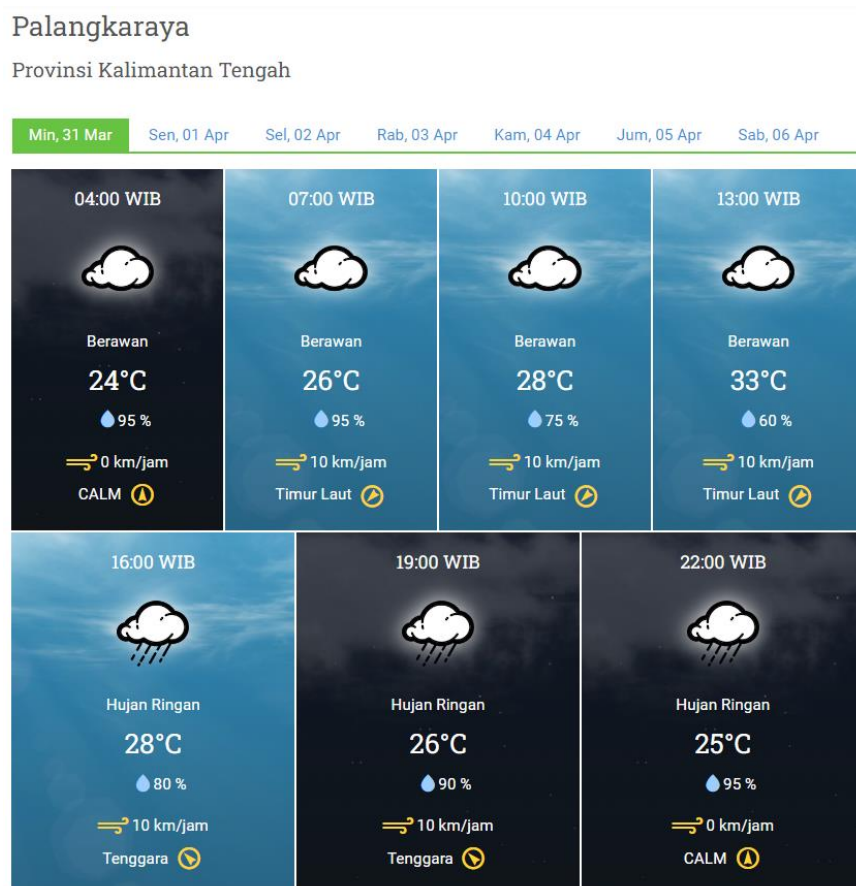 Palangkaraya
Provinsi Kalimantan Tengah
Min, 31 Mar Sen, 01 Apr Sel, 02 Apr Rab, 03 Apr Kam, 04 Apr Jum, 05 Apr Sab, 06 Apr
04:00 WIB 07:00 WIB 10:00 WIB 13:00 WIB
Berawan Berawan Berawan Berawan
24°C 26°C 28°C 33°C
95 % 95 % 75 % 60 %
0 km/jam 10 km/jam 10 km/jam 10 km/jam
CALM Timur Laut Timur Laut Timur Laut
16:00 WIB 19:00 WIB 22:00 WIB
Hujan Ringan Hujan Ringan Hujan Ringan
28°C 26°C 25°C
80 % 90 % 95 %
10 km/jam 10 km/jam 0 km/jam
Tenggara Tenggara CALM